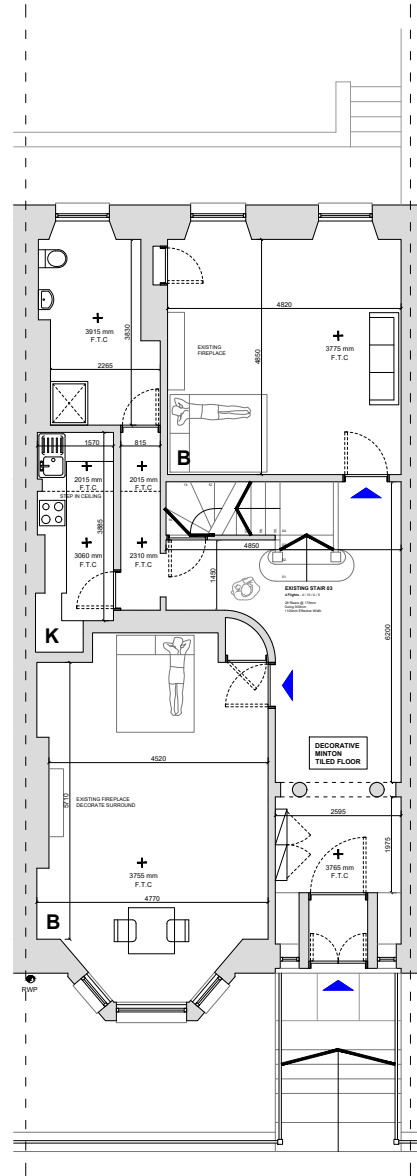 3915 mm
F.T.C
3830
2265
4820
3775 mm
F.T.C
EXISTING
FIREPLACE
4850
B
1570
815
2015 mm
F.T.C
2015 mm
F.T.C
STEP IN CEILING
3865
3060 mm
F.T.C
2310 mm
F.T.C
4850
1450
EXISTING STAIR 03
6200
K
DECORATIVE
MINTON
TILED FLOOR
4520
5710
EXISTING FIREPLACE
DECORATE SURROUND
2595
1975
3755 mm
F.T.C
3765 mm
F.T.C
4770
B
RWP